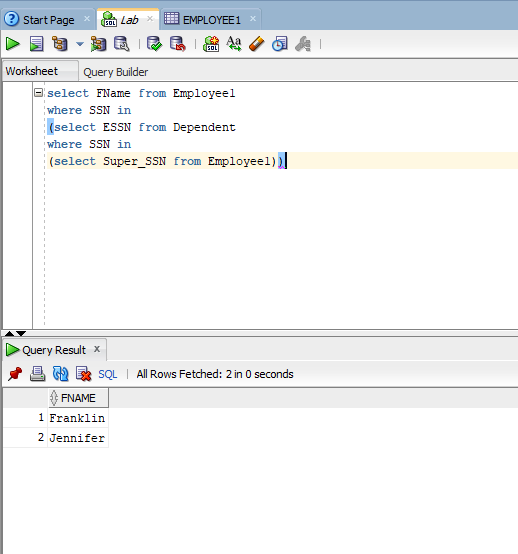 Start Page
Lab
EMPLOYEE1
Worksheet
Query Builder
select FName from Employee1
where SSN in
(select ESSN from Dependent
where SSN in
(select Super_SSN from Employee1))
Query Result
SQL | All Rows Fetched: 2 in 0 seconds
FNAME
1 Franklin
2 Jennifer